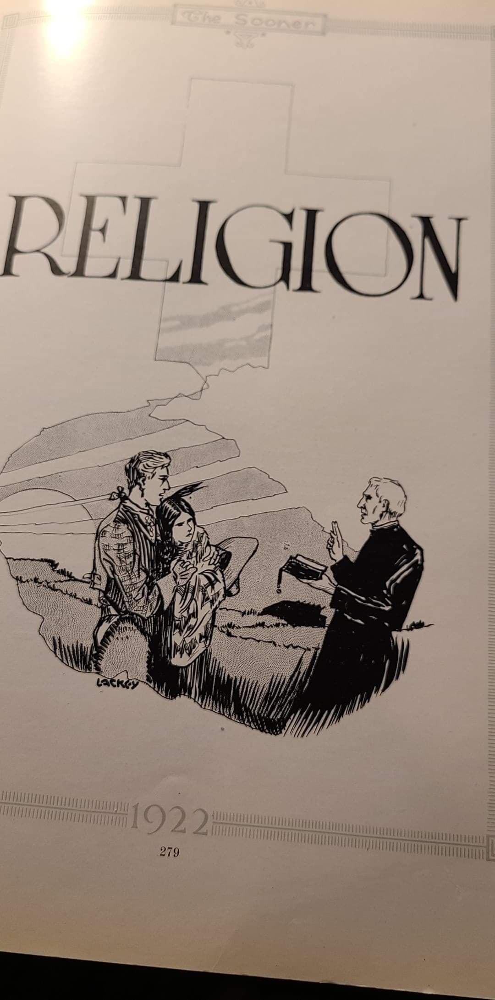 The Sooner
RELIGION
LACKEY
1922
279